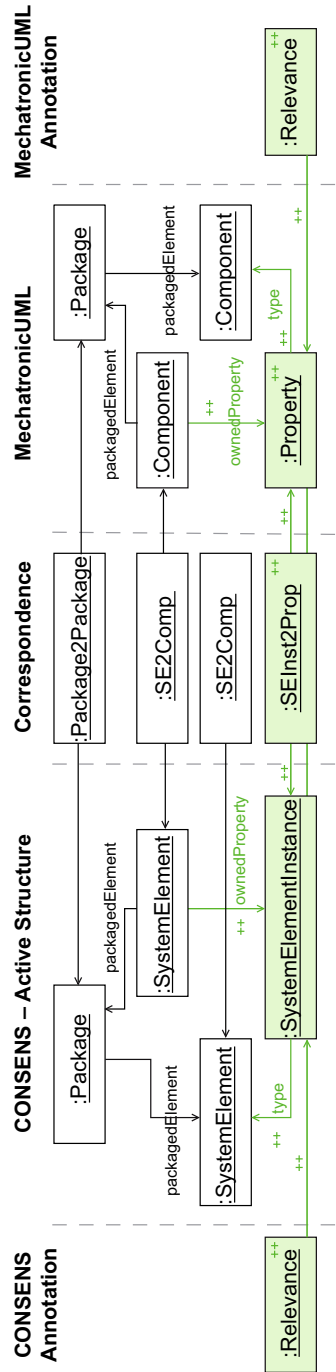 CONSENS
Annotation
CONSENS – Active Structure
Correspondence
MechatronicUML
MechatronicUML
Annotation
:Package
:Package2Package
:Package
packagedElement
packagedElement
packagedElement
packagedElement
:SystemElement
:SE2Comp
:Component
:SystemElement
:SE2Comp
:Component
++ ownedProperty
++
ownedProperty
++
type
++
type
++
++
++
++
++
:Relevance
++
:SystemElementInstance
++
:SEInst2Prop
++
:Property
++
:Relevance